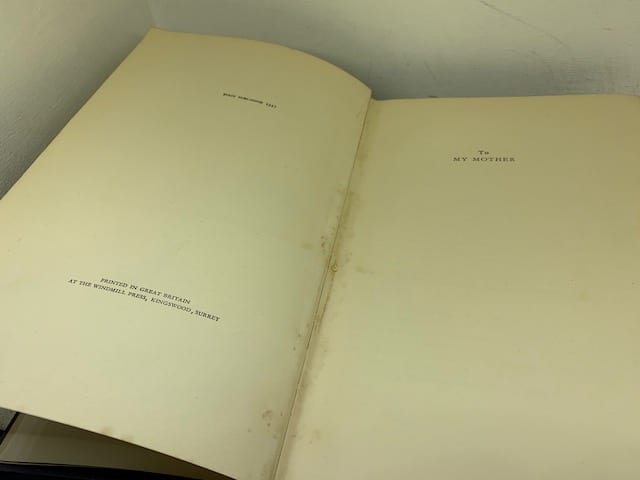 FIRST PUBLISHED
PRINTED IN GREAT BRITAIN
AT THE WINDMILL PRESS, KINGSWOOD, SURREY
To
MY MOTHER